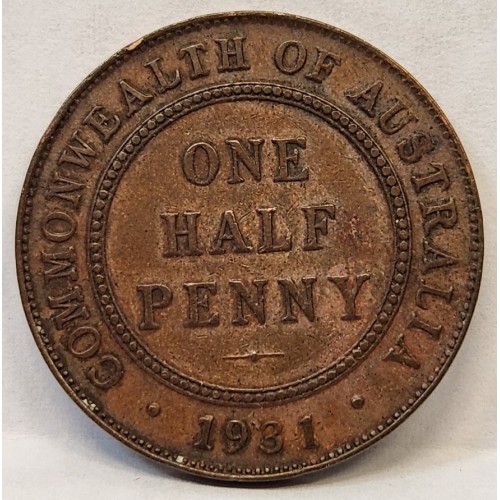 COMMONWEALTH OF AUSTRALIA
ONE
HALF
PENNY
· 1931 ·